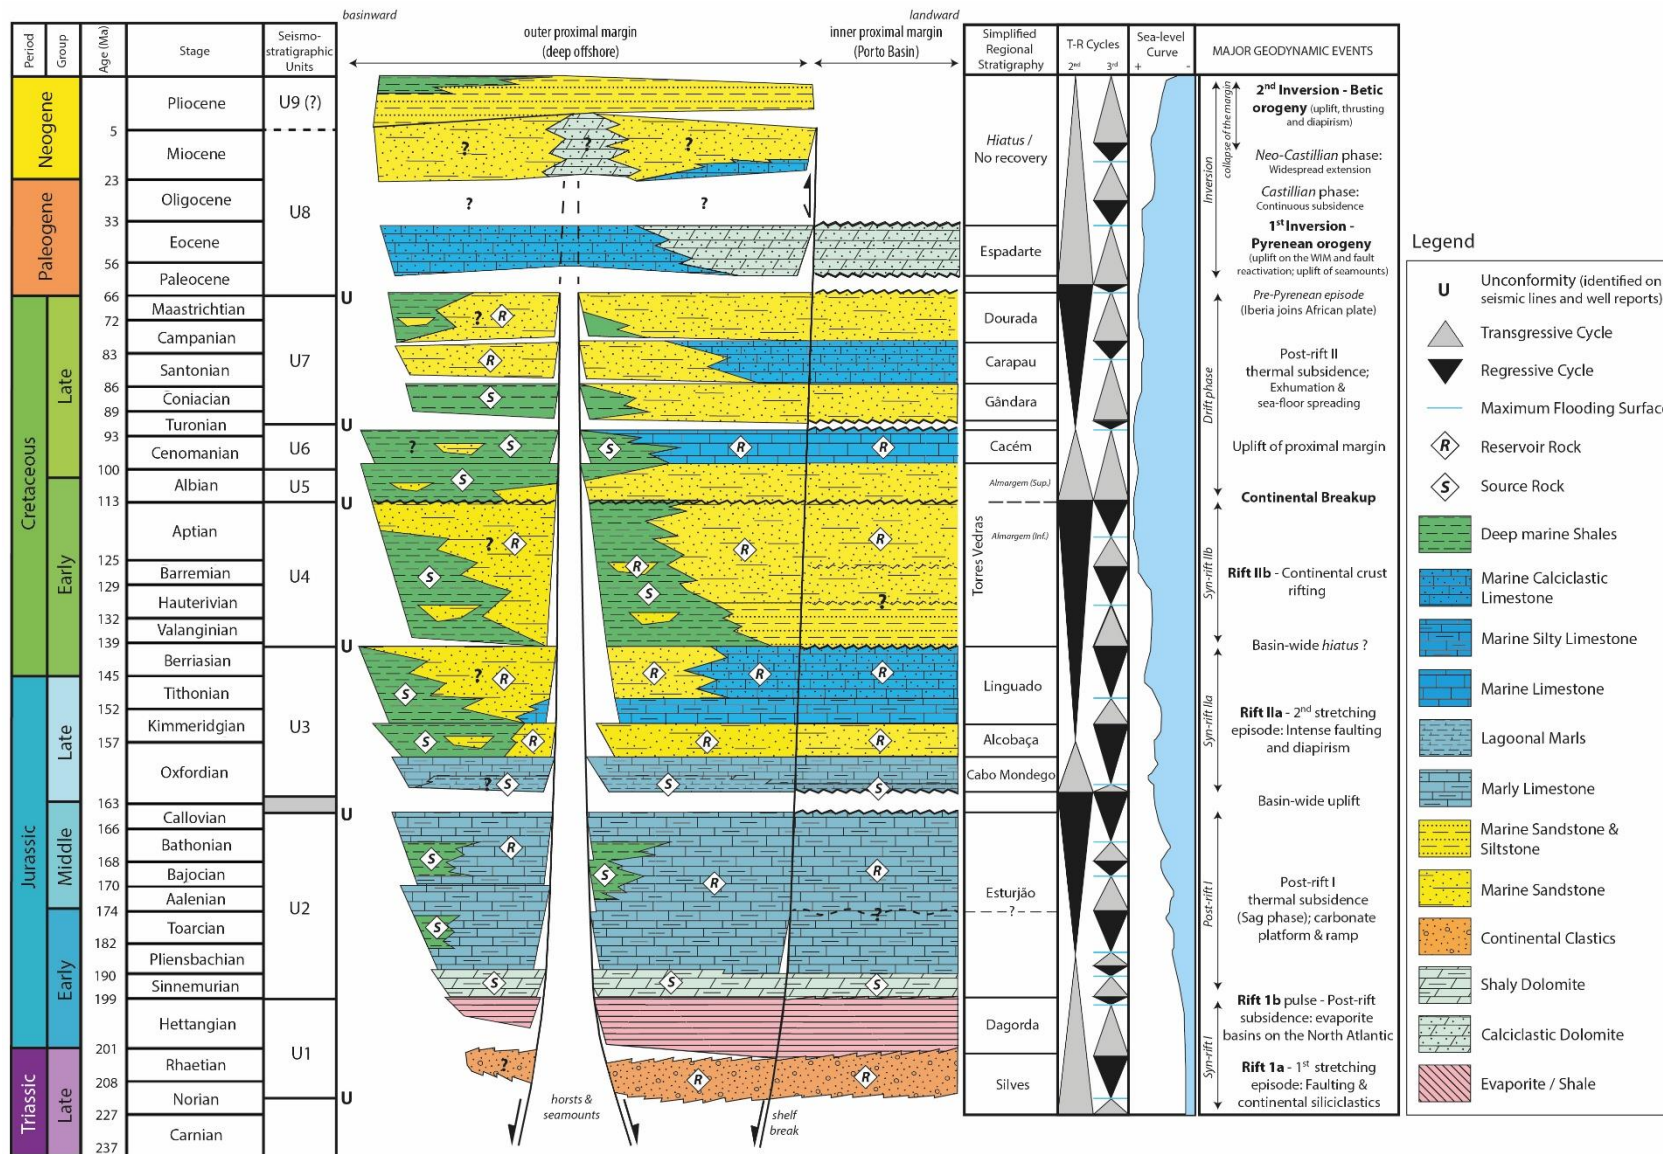 basinward
landward
outer proximal margin
(deep offshore)
inner proximal margin
(Porto Basin)
Period
Group
Age (Ma)
Stage
Seismo-
stratigraphic
Units
Simplified
Regional
Stratigraphy
T-R Cycles
2nd
3rd
Sea-level
Curve
+
-
MAJOR GEODYNAMIC EVENTS
Neogene
Paleogene
Cretaceous
Jurassic
Triassic
Late
Early
Late
Middle
Early
Late
5
23
33
56
66
72
83
86
89
93
100
113
125
129
132
139
145
152
157
163
166
168
170
174
182
190
199
201
208
227
237
Pliocene
Miocene
Oligocene
Eocene
Paleocene
Maastrichtian
Campanian
Santonian
Coniacian
Turonian
Cenomanian
Albian
Aptian
Barremian
Hauterivian
Valanginian
Berriasian
Tithonian
Kimmeridgian
Oxfordian
Callovian
Bathonian
Bajocian
Aalenian
Toarcian
Pliensbachian
Sinnemurian
Hettangian
Rhaetian
Norian
Carnian
U9 (?)
U8
U7
U6
U5
U4
U3
U2
U1
U
U
U
U
U
U
? ? ?
? ?
? R
R
S
? S S R R
S
? R R R
R
S S
?
? R R R R
S
S R R R
? S S S
R R
S S R
?
S
S S S
? R R
horsts &
seamounts
shelf
break
Hiatus /
No recovery
Espadarte
Dourada
Carapau
Gândara
Cacém
Almargem (Sup.)
Almargem (Inf.)
Torres Vedras
Linguado
Alcobaça
Cabo Mondego
Esturjão
?
Dagorda
Silves
Inversion
collapse of the margin
Drift phase
Syn-rift IIb
Syn-rift IIa
Post-rift I
Syn-rift I
2nd Inversion - Betic
orogeny (uplift, thrusting
and diapirism)
Neo-Castillian phase:
Widespread extension
Castillian phase:
Continuous subsidence
1st Inversion -
Pyrenean orogeny
(uplift on the WIM and fault
reactivation; uplift of seamounts)
Pre-Pyrenean episode
(Iberia joins African plate)
Post-rift II
thermal subsidence;
Exhumation &
sea-floor spreading
Uplift of proximal margin
Continental Breakup
Rift IIb - Continental crust
rifting
Basin-wide hiatus ?
Rift IIa - 2nd stretching
episode: Intense faulting
and diapirism
Basin-wide uplift
Post-rift I
thermal subsidence
(Sag phase); carbonate
platform & ramp
Rift 1b pulse - Post-rift
subsidence: evaporite
basins on the North Atlantic
Rift 1a - 1st stretching
episode: Faulting &
continental siliciclastics
Legend
U Unconformity (identified on
seismic lines and well reports)
Transgressive Cycle
Regressive Cycle
Maximum Flooding Surface
R Reservoir Rock
S Source Rock
Deep marine Shales
Marine Calciclastic
Limestone
Marine Silty Limestone
Marine Limestone
Lagoonal Marls
Marly Limestone
Marine Sandstone &
Siltstone
Marine Sandstone
Continental Clastics
Shaly Dolomite
Calciclastic Dolomite
Evaporite / Shale